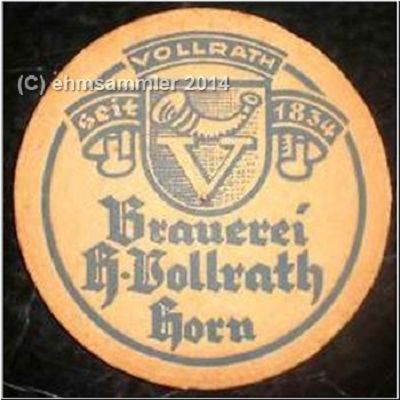 VOLLRATH
(C) ehmsammler 2014
seit 1834
V
Brauerei
H. Vollrath
Horn